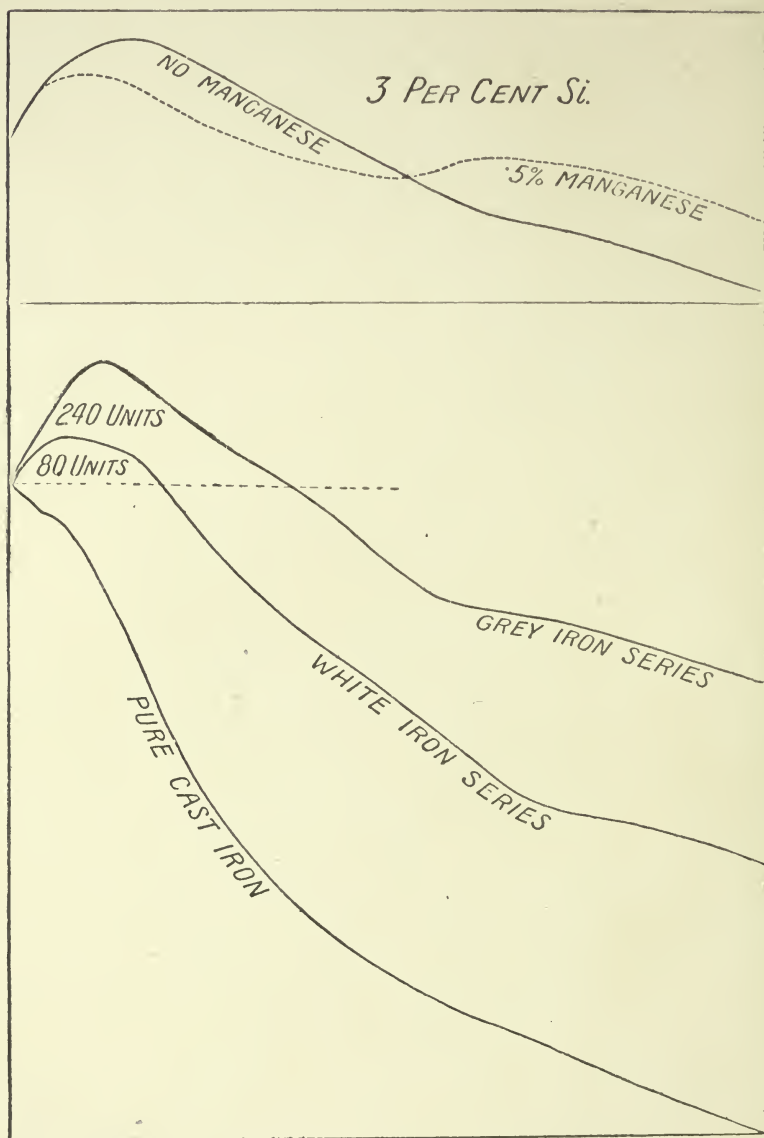 3 PER CENT Si.
NO MANGANESE
·5% MANGANESE
240 UNITS
80 UNITS
GREY IRON SERIES
WHITE IRON SERIES
PURE CAST IRON